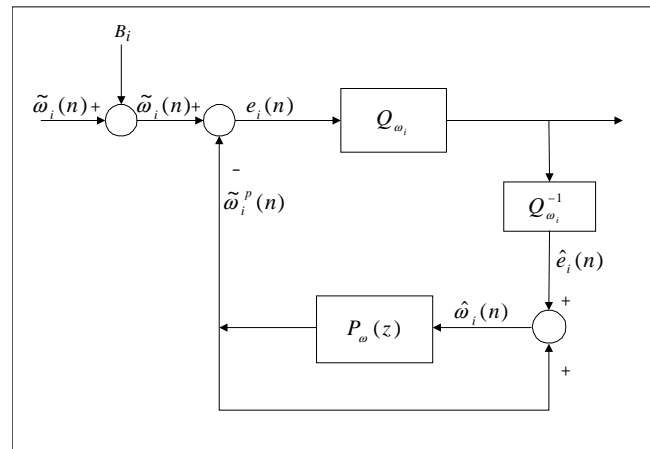 B_i
ω̃_i(n) + ω̃_i(n) + e_i(n) Q_{ω_i}
-
ω̃_i^p(n)
Q_{ω_i}^{-1}
ê_i(n)
+
P_ω(z) ω̂_i(n)
+